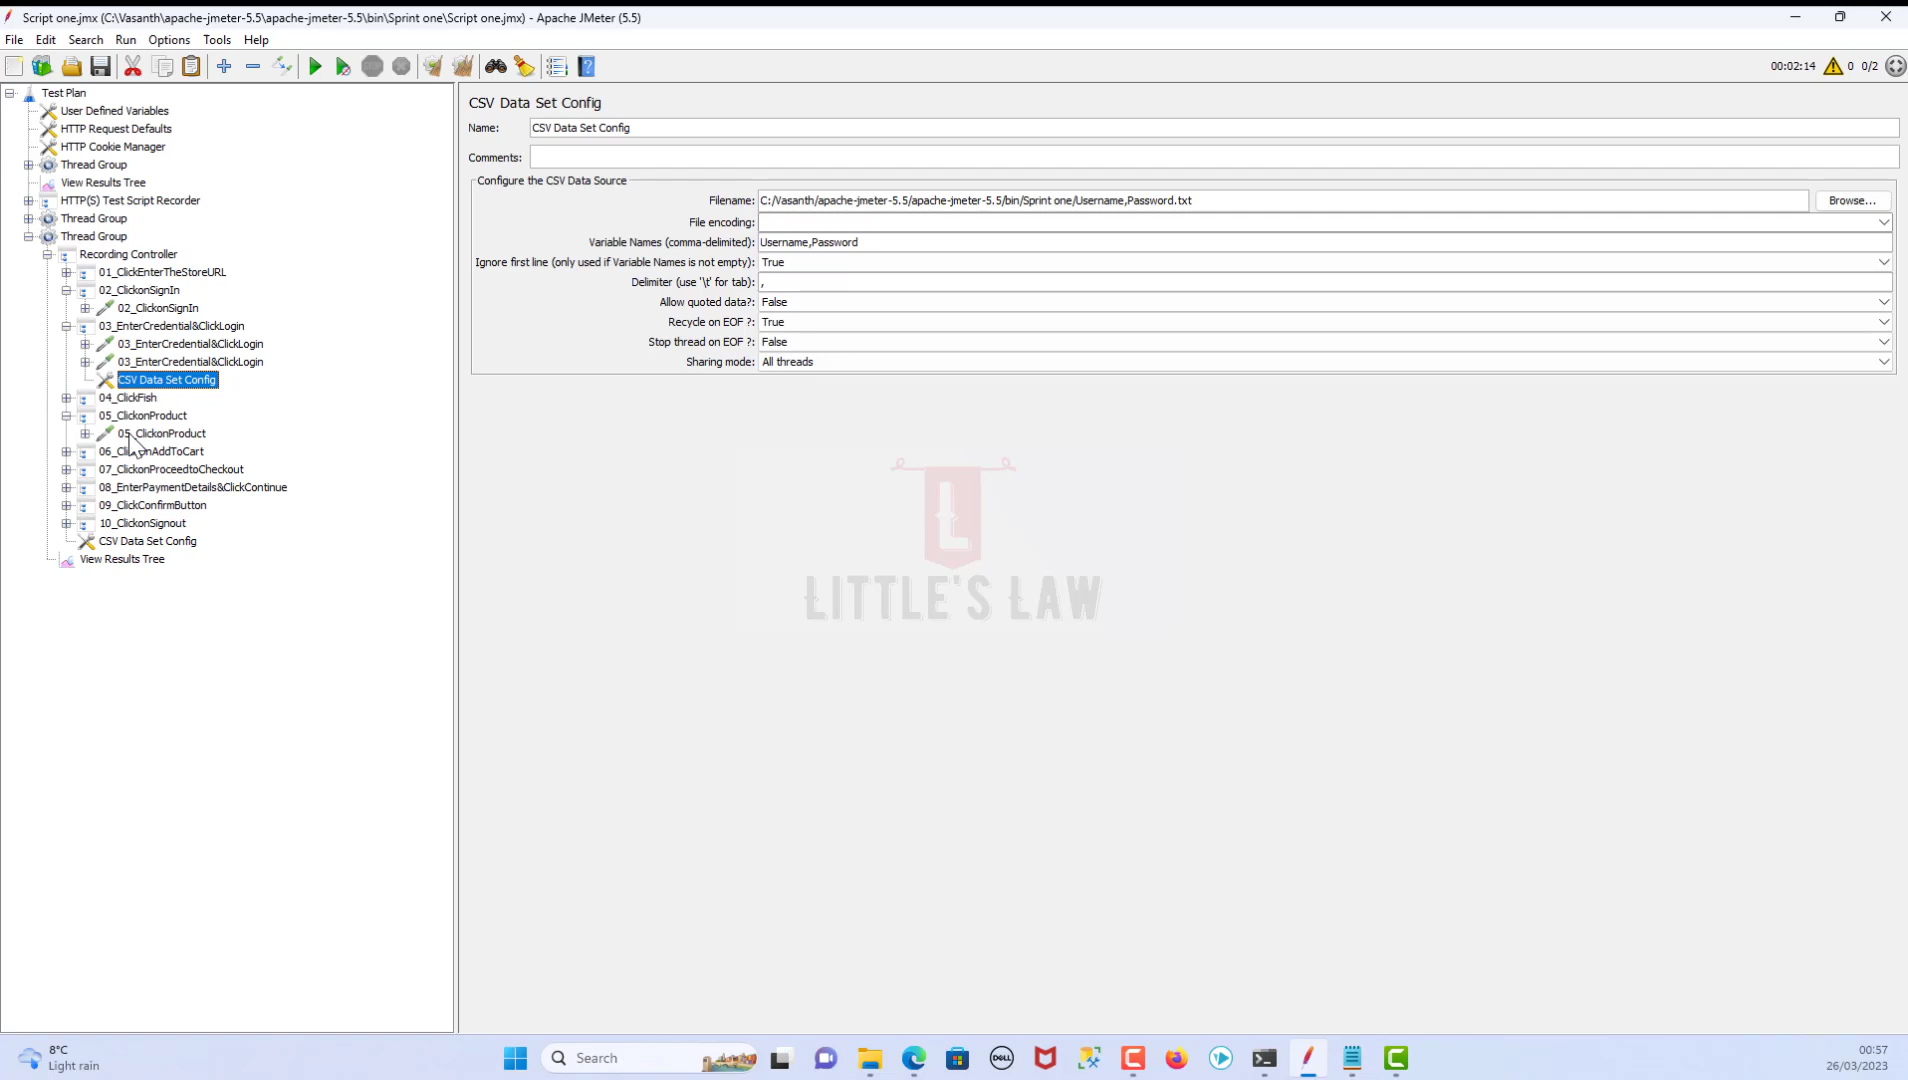 Script one.jmx (C:\Vasanth\apache-jmeter-5.5\apache-jmeter-5.5\bin\Sprint one\Script one.jmx) - Apache JMeter (5.5)
File Edit Search Run Options Tools Help
00:02:14 0 0/2
Test Plan
User Defined Variables
HTTP Request Defaults
HTTP Cookie Manager
Thread Group
View Results Tree
HTTP(S) Test Script Recorder
Thread Group
Thread Group
Recording Controller
01_ClickEnterTheStoreURL
02_ClickonSignIn
02_ClickonSignIn
03_EnterCredential&ClickLogin
03_EnterCredential&ClickLogin
03_EnterCredential&ClickLogin
CSV Data Set Config
04_ClickFish
05_ClickonProduct
05_ClickonProduct
06_ClickonAddToCart
07_ClickonProceedtoCheckout
08_EnterPaymentDetails&ClickContinue
09_ClickConfirmButton
10_ClickonSignout
CSV Data Set Config
View Results Tree
CSV Data Set Config
Name: CSV Data Set Config
Comments:
Configure the CSV Data Source
Filename: C:/Vasanth/apache-jmeter-5.5/apache-jmeter-5.5/bin/Sprint one/Username,Password.txt Browse...
File encoding:
Variable Names (comma-delimited): Username,Password
Ignore first line (only used if Variable Names is not empty): True
Delimiter (use '\t' for tab): ,
Allow quoted data?: False
Recycle on EOF ?: True
Stop thread on EOF ?: False
Sharing mode: All threads
L
LITTLE'S LAW
8°C
Light rain
Search
DELL
00:57
26/03/2023